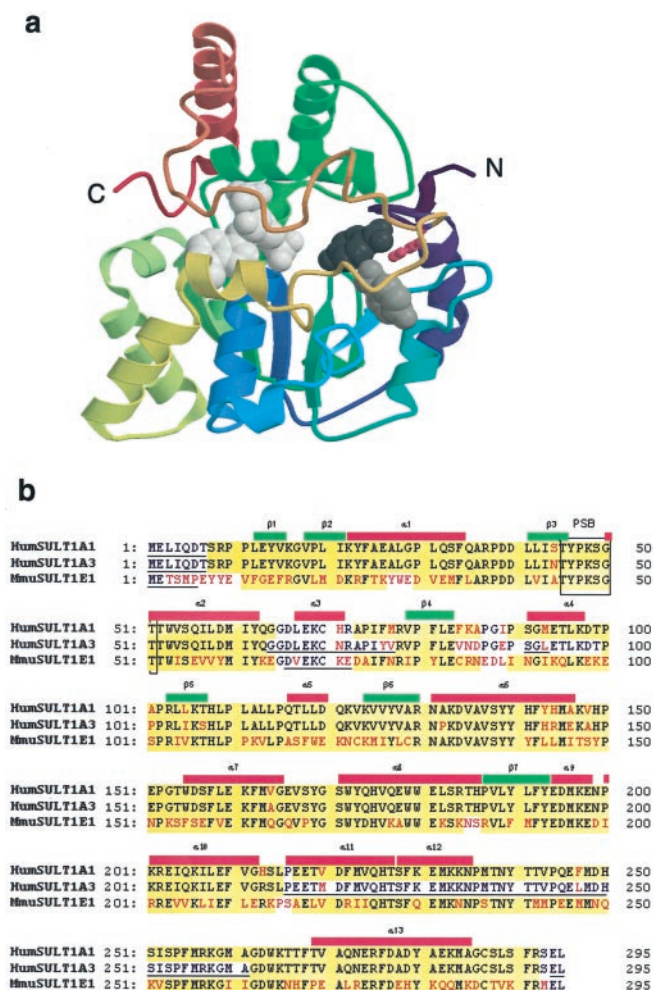 a
C
N
b
β1 β2 α1 β3 PSB
HumSULT1A1 1: MELIQDTSRP PLEYVKGVPL IKYFAEALGP LQSFQARPDD LLISTYPKSG 50
HumSULT1A3 1: MELIQDTSRP PLEYVKGVPL IKYFAEALGP LQSFQARPDD LLINTYPKSG 50
MmuSULT1E1 1: METSMPEYYE VFGEFRGVLM DKRFTKYWED VEMFLARPDD LVIATYPKSG 50
α2 α3 β4 α4
HumSULT1A1 51: TTWVSQILDM IYQGGDLEKC HRAPIFMRVP FLEFKAPGIP SGMETLKDTP 100
HumSULT1A3 51: TTWVSQILDM IYQGGDLEKC NRAPIYVRVP FLEVNDPGEP SGLETLKDTP 100
MmuSULT1E1 51: TTWISEVVYM IYKEGDVEKC KEDAIFNRIP YLECRNEDLI NGIKQLKEKE 100
β5 α5 β6 α6
HumSULT1A1 101: APRLLKTHLP LALLPQTLLD QKVKVVYVAR NAKDVAVSYY HFYHMAKVHP 150
HumSULT1A3 101: PPRLIKSHLP LALLPQTLLD QKVKVVYVAR NPKDVAVSYY HFHRMEKAHP 150
MmuSULT1E1 101: SPRIVKTHLP PKVLPASFWE KNCKMIYLCR NAKDVAVSYY YFLLMITSYP 150
α7 α8 β7 α9
HumSULT1A1 151: EPGTWDSFLE KFMVGEVSYG SWYQHVQEWW ELSRTHPVLY LFYEDMKENP 200
HumSULT1A3 151: EPGTWDSFLE KFMAGEVSYG SWYQHVQEWW ELSRTHPVLY LFYEDMKENP 200
MmuSULT1E1 151: NPKSFSEFVE KFMQGQVPYG SWYDHVKAWW EKSKNSRVLF MFYEDMKEDI 200
α10 α11 α12
HumSULT1A1 201: KREIQKILEF VGHSLPEETV DFMVQHTSFK EMKKNPMTNY TTVPQEFMDH 250
HumSULT1A3 201: KREIQKILEF VGRSLPEETM DFMVQHTSFK EMKKNPMTNY TTVPQELMDH 250
MmuSULT1E1 201: RREVVKLIEF LERKPSAELV DRIIQHTSFQ EMKNNPSTNY TMMPEEMMNQ 250
α13
HumSULT1A1 251: SISPFMRKGM AGDWKTTFTV AQNERFDADY AEKMAGCSLS FRSEL 295
HumSULT1A3 251: SISPFMRKGM AGDWKTTFTV AQNERFDADY AEKMAGCSLS FRSEL 295
MmuSULT1E1 251: KVSPFMRKGI IGDWKNHFPE ALRERFDEHY KQQMKDCTVK FRMEL 295